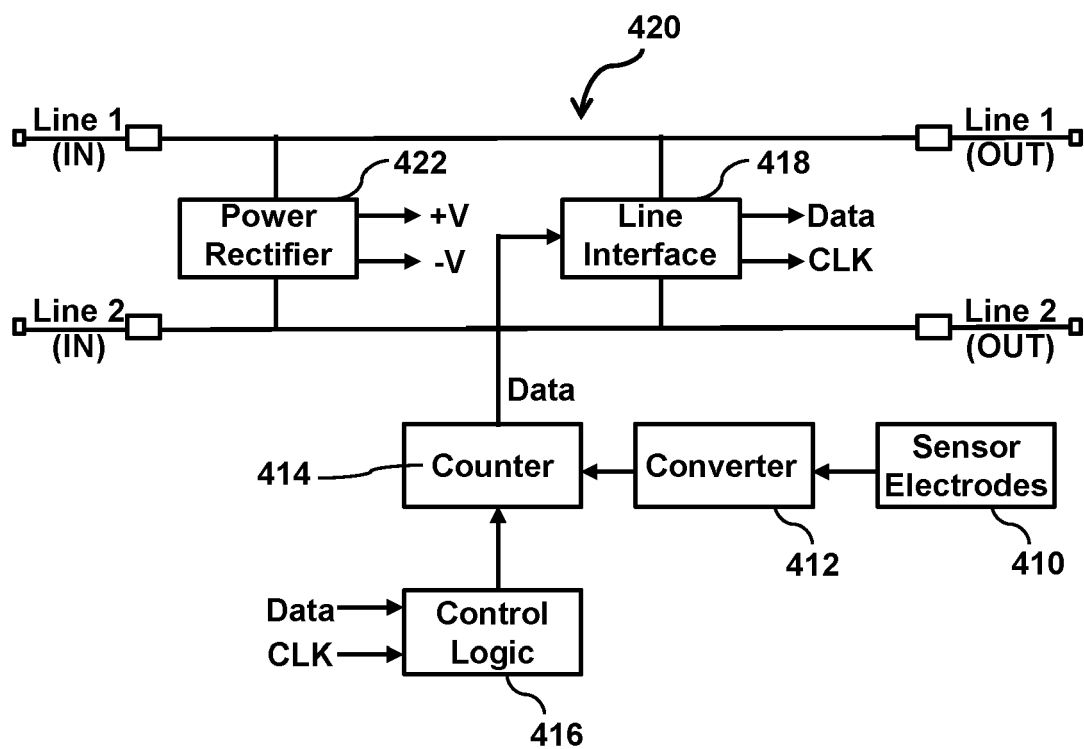 420
Line 1
(IN)
Line 1
(OUT)
422
418
Power
Rectifier
+V
-V
Line
Interface
Data
CLK
Line 2
(IN)
Line 2
(OUT)
Data
414
Counter
Converter
Sensor
Electrodes
412
410
Data
CLK
Control
Logic
416